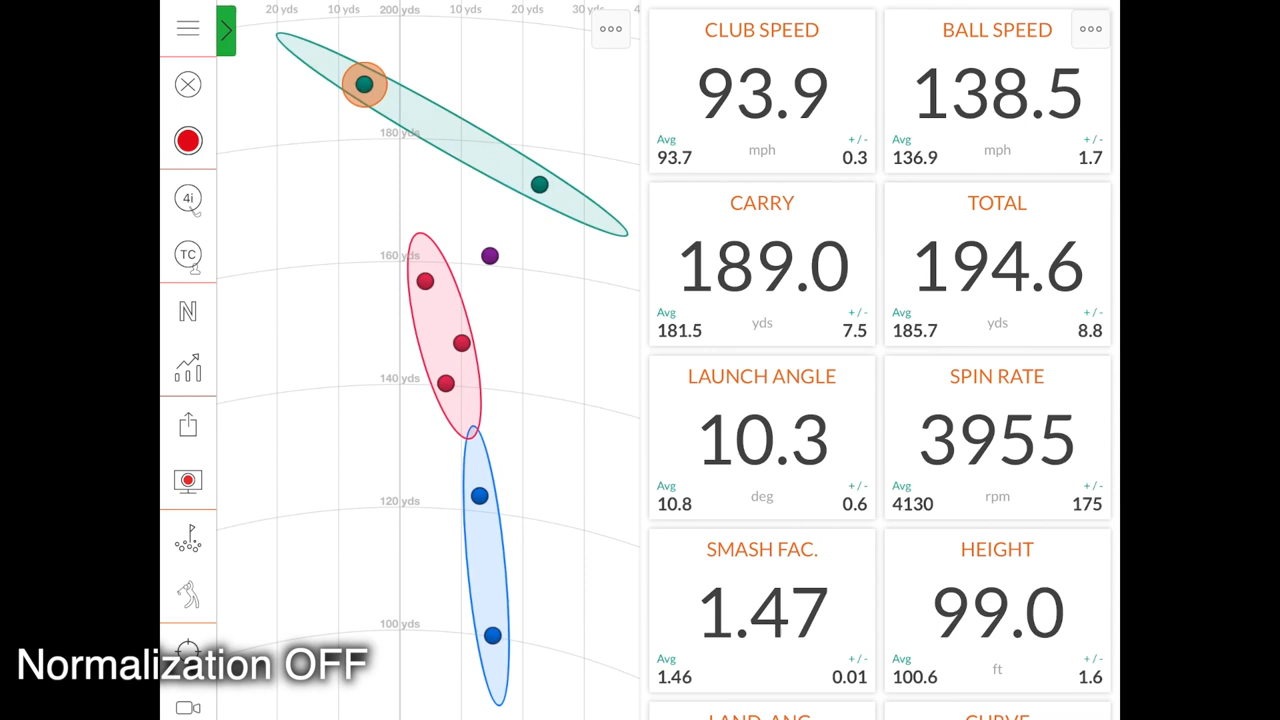 20 yds 10 yds 200 yds 10 yds 20 yds 30 yds
180 yds
160 yds
140 yds
120 yds
100 yds
4i
TC
N
CLUB SPEED
93.9
Avg
93.7
mph
+ / -
0.3
BALL SPEED
138.5
Avg
136.9
mph
+ / -
1.7
CARRY
189.0
Avg
181.5
yds
+ / -
7.5
TOTAL
194.6
Avg
185.7
yds
+ / -
8.8
LAUNCH ANGLE
10.3
Avg
10.8
deg
+ / -
0.6
SPIN RATE
3955
Avg
4130
rpm
+ / -
175
SMASH FAC.
1.47
Avg
1.46
+ / -
0.01
HEIGHT
99.0
Avg
100.6
ft
+ / -
1.6
LAND. ANG.
CURVE
Normalization OFF